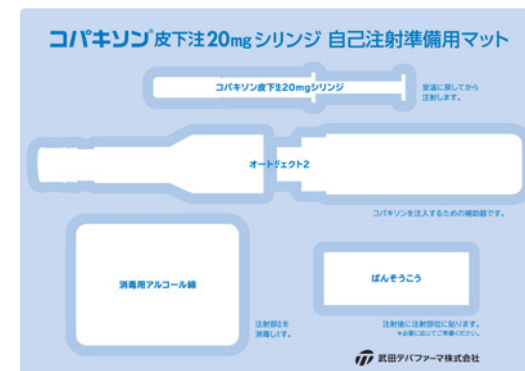 コパキソン®皮下注20mgシリンジ 自己注射準備用マット
コパキソン皮下注20mgシリンジ
室温に戻してから
注射します。
オートジェクト2
コパキソンを注入するための補助器です。
消毒用アルコール綿
注射部位を
消毒します。
ばんそうこう
注射後に注射部位に貼ります。
*必要に応じてご準備ください。
武田テバファーマ株式会社